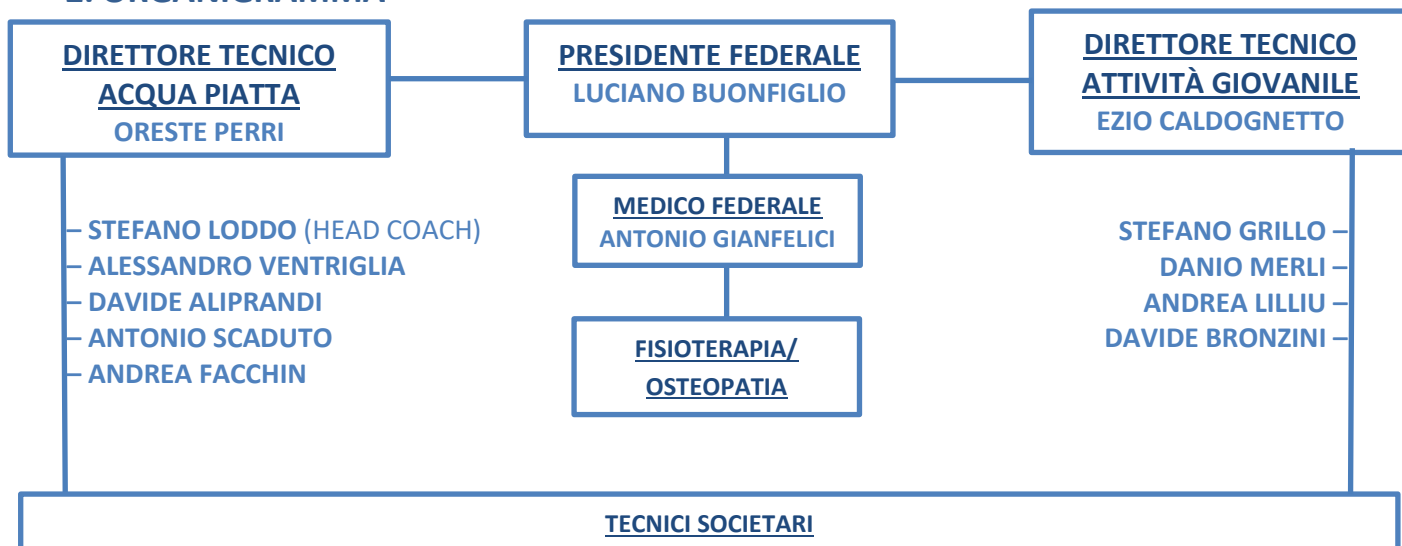 DIRETTORE TECNICO
ACQUA PIATTA
ORESTE PERRI
PRESIDENTE FEDERALE
LUCIANO BUONFIGLIO
DIRETTORE TECNICO
ATTIVITÀ GIOVANILE
EZIO CALDOGNETTO
MEDICO FEDERALE
ANTONIO GIANFELICI
– STEFANO LODDO (HEAD COACH)
– ALESSANDRO VENTRIGLIA
– DAVIDE ALIPRANDI
– ANTONIO SCADUTO
– ANDREA FACCHIN
STEFANO GRILLO –
DANIO MERLI –
ANDREA LILLIU –
DAVIDE BRONZINI –
FISIOTERAPIA/
OSTEOPATIA
TECNICI SOCIETARI